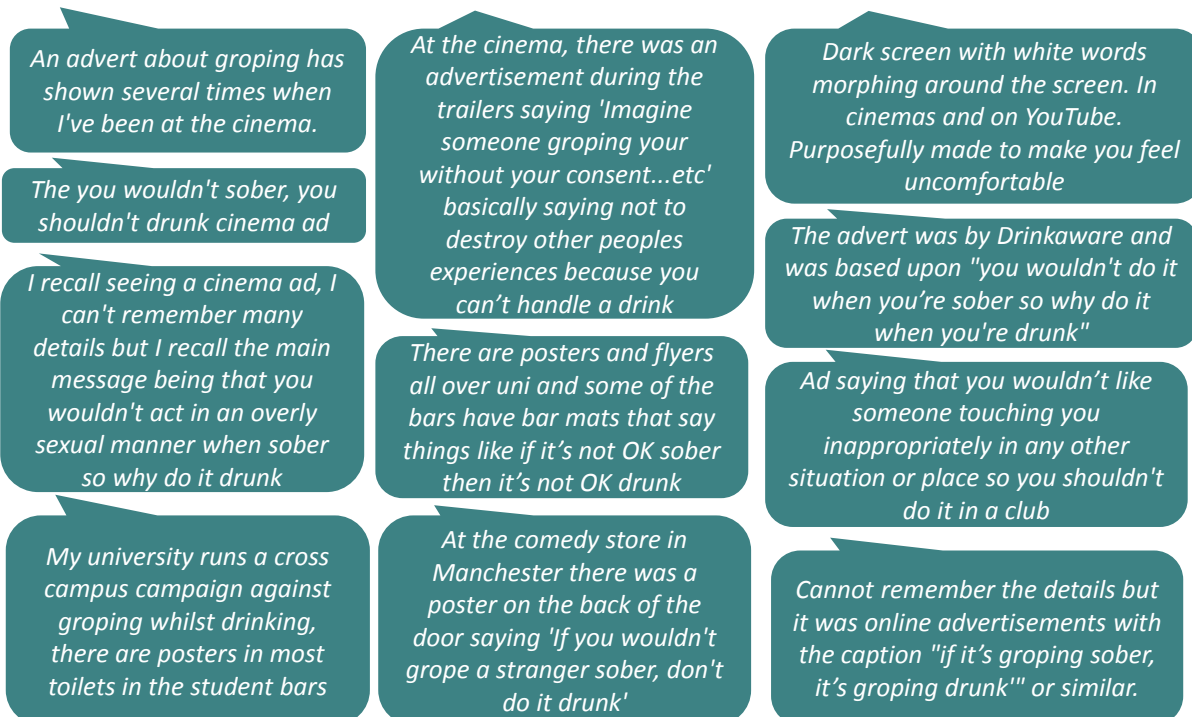 An advert about groping has
shown several times when
I've been at the cinema.
The you wouldn't sober, you
shouldn't drunk cinema ad
I recall seeing a cinema ad, I
can't remember many
details but I recall the main
message being that you
wouldn't act in an overly
sexual manner when sober
so why do it drunk
My university runs a cross
campus campaign against
groping whilst drinking,
there are posters in most
toilets in the student bars
At the cinema, there was an
advertisement during the
trailers saying 'Imagine
someone groping your
without your consent...etc'
basically saying not to
destroy other peoples
experiences because you
can’t handle a drink
There are posters and flyers
all over uni and some of the
bars have bar mats that say
things like if it’s not OK sober
then it’s not OK drunk
At the comedy store in
Manchester there was a
poster on the back of the
door saying 'If you wouldn't
grope a stranger sober, don't
do it drunk'
Dark screen with white words
morphing around the screen. In
cinemas and on YouTube.
Purposefully made to make you feel
uncomfortable
The advert was by Drinkaware and
was based upon "you wouldn't do it
when you’re sober so why do it
when you're drunk"
Ad saying that you wouldn’t like
someone touching you
inappropriately in any other
situation or place so you shouldn't
do it in a club
Cannot remember the details but
it was online advertisements with
the caption "if it’s groping sober,
it’s groping drunk'" or similar.